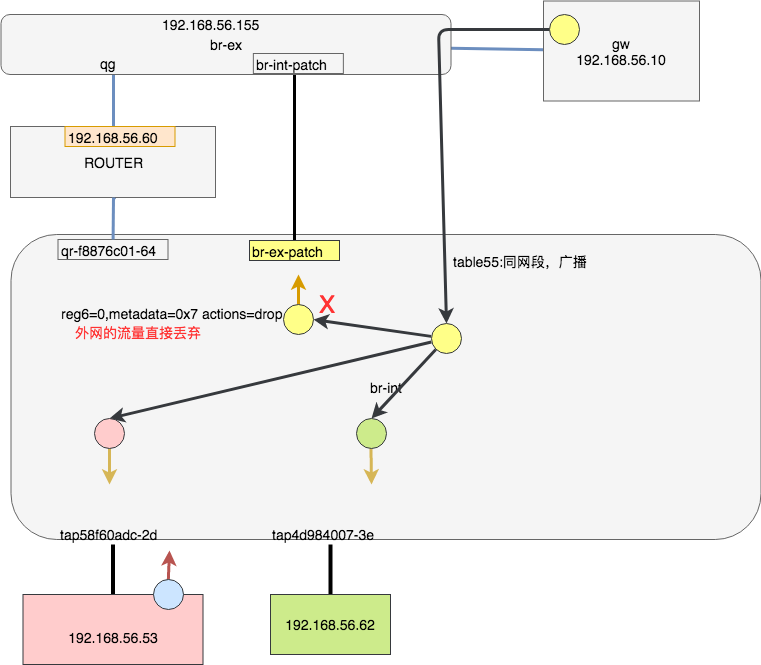 192.168.56.155
br-ex
gw
192.168.56.10
qg
br-int-patch
192.168.56.60
ROUTER
qr-f8876c01-64
br-ex-patch
table55:同网段，广播
reg6=0,metadata=0x7 actions=drop
X
外网的流量直接丢弃
br-int
tap58f60adc-2d
tap4d984007-3e
192.168.56.53
192.168.56.62